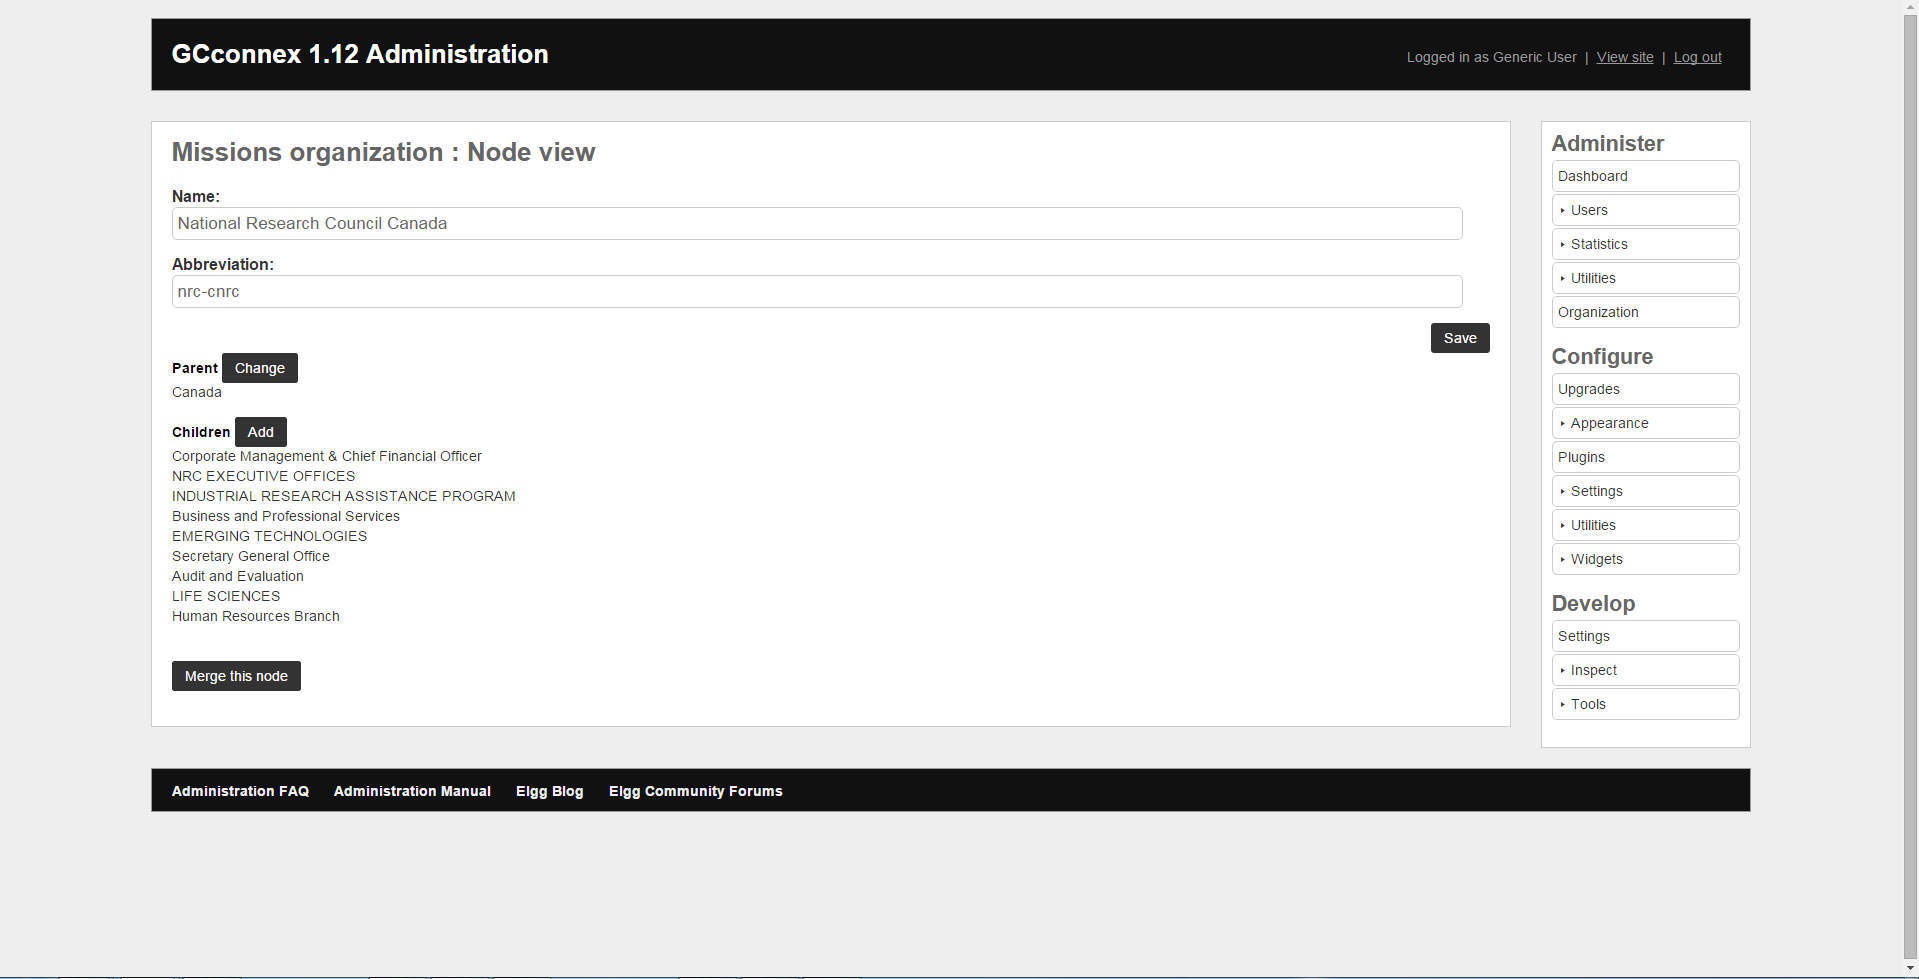 GCconnex 1.12 Administration
Logged in as Generic User | View site | Log out
Missions organization : Node view
Name:
National Research Council Canada
Abbreviation:
nrc-cnrc
Save
Parent Change
Canada
Children Add
Corporate Management & Chief Financial Officer
NRC EXECUTIVE OFFICES
INDUSTRIAL RESEARCH ASSISTANCE PROGRAM
Business and Professional Services
EMERGING TECHNOLOGIES
Secretary General Office
Audit and Evaluation
LIFE SCIENCES
Human Resources Branch
Merge this node
Administer
Dashboard
Users
Statistics
Utilities
Organization
Configure
Upgrades
Appearance
Plugins
Settings
Utilities
Widgets
Develop
Settings
Inspect
Tools
Administration FAQ Administration Manual Elgg Blog Elgg Community Forums